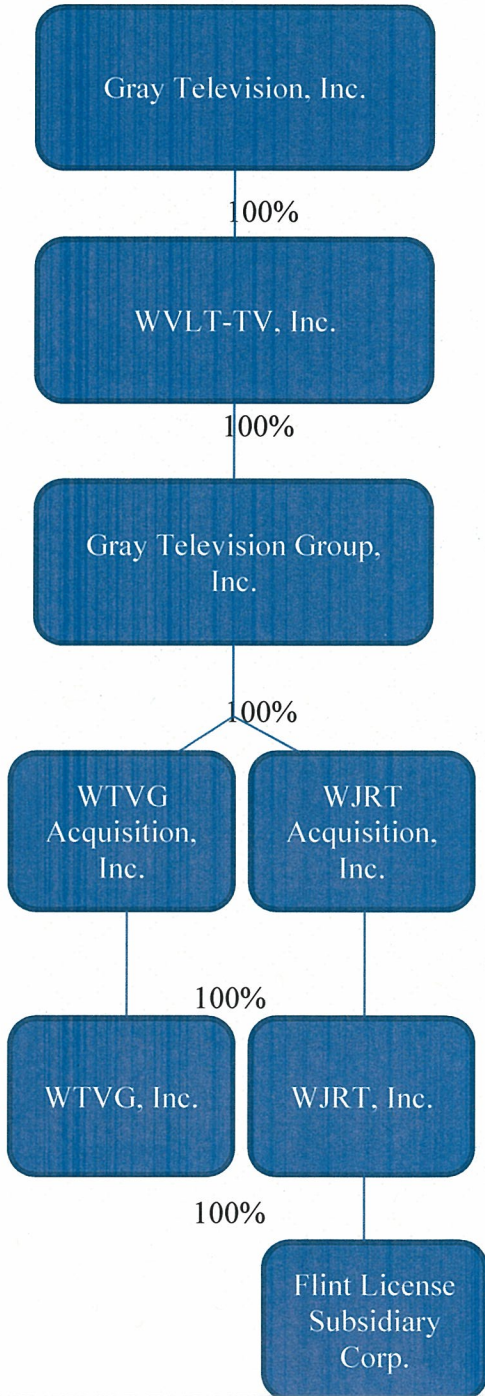 Gray Television, Inc.
100%
WVLT-TV, Inc.
100%
Gray Television Group,
Inc.
100%
WTVG
Acquisition,
Inc.
WJRT
Acquisition,
Inc.
100%
WTVG, Inc.
WJRT, Inc.
100%
Flint License
Subsidiary
Corp.